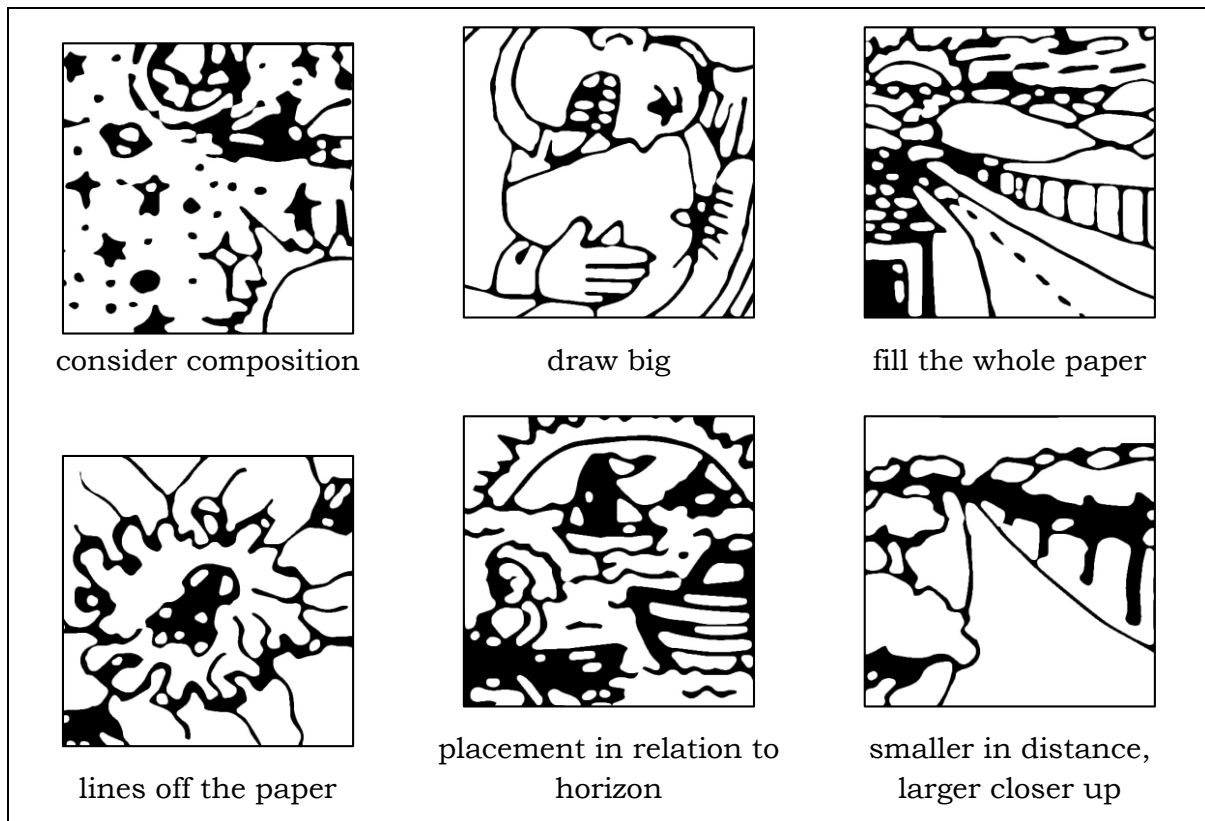 consider composition
draw big
fill the whole paper
lines off the paper
placement in relation to
horizon
smaller in distance,
larger closer up